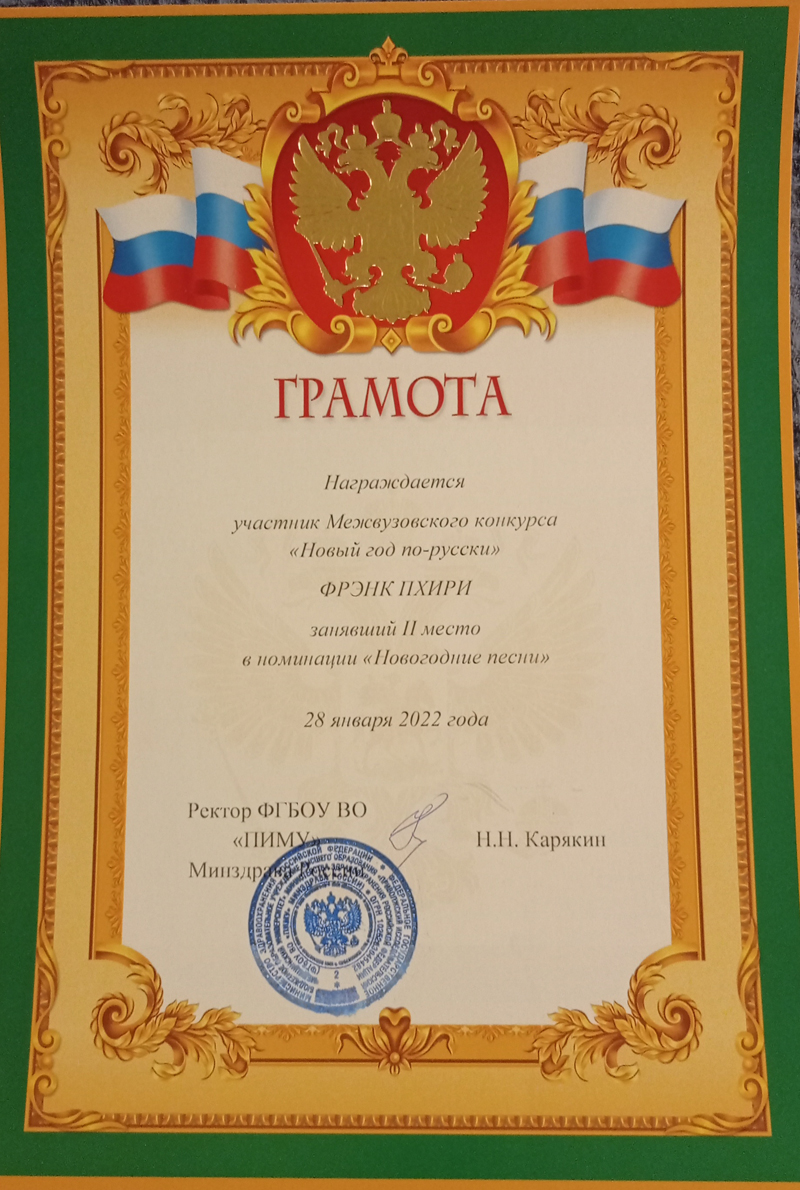 ГРАМОТА
Награждается
участник Межвузовского конкурса
«Новый год по-русски»
ФРЭНК ПХИРИ
занявший II место
в номинации «Новогодние песни»
28 января 2022 года
Ректор ФГБОУ ВО
«ПИМУ»
Минздрава России
Н.Н. Карякин